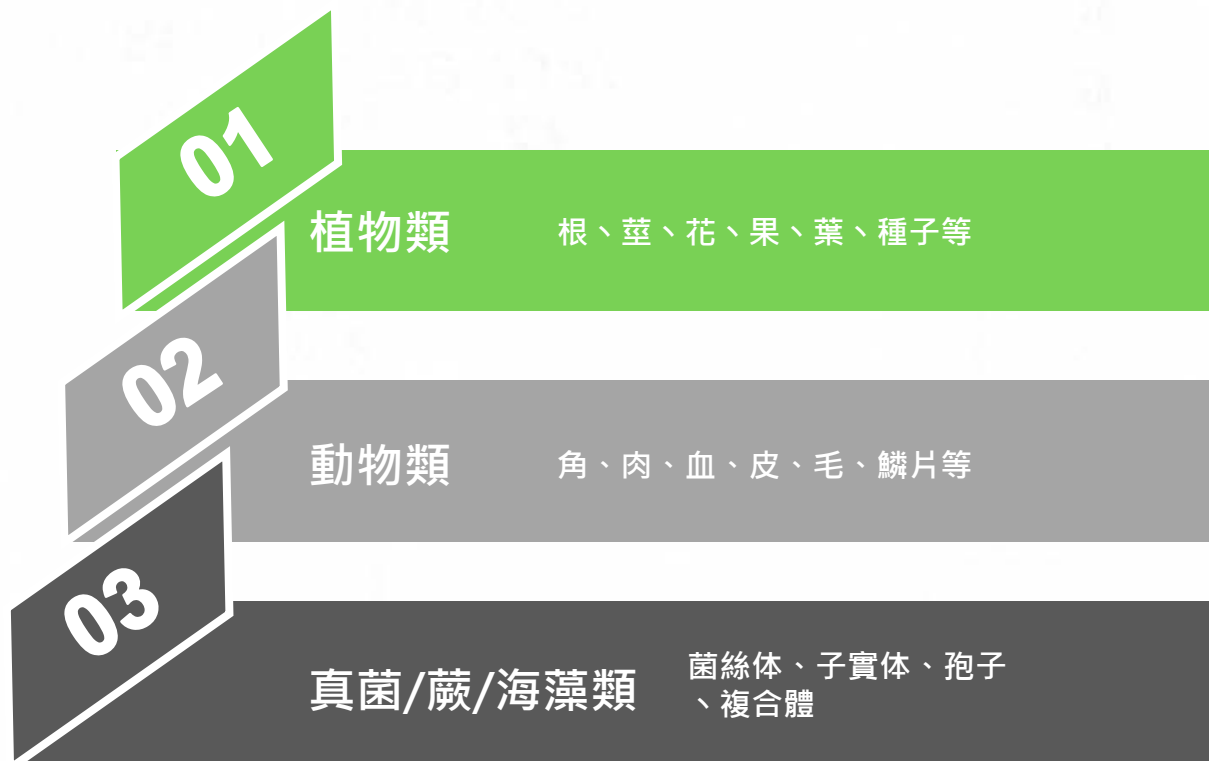 01
植物類
根、莖、花、果、葉、種子等
02
動物類
角、肉、血、皮、毛、鱗片等
03
真菌/蕨/海藻類
菌絲体、子實体、孢子
、複合體